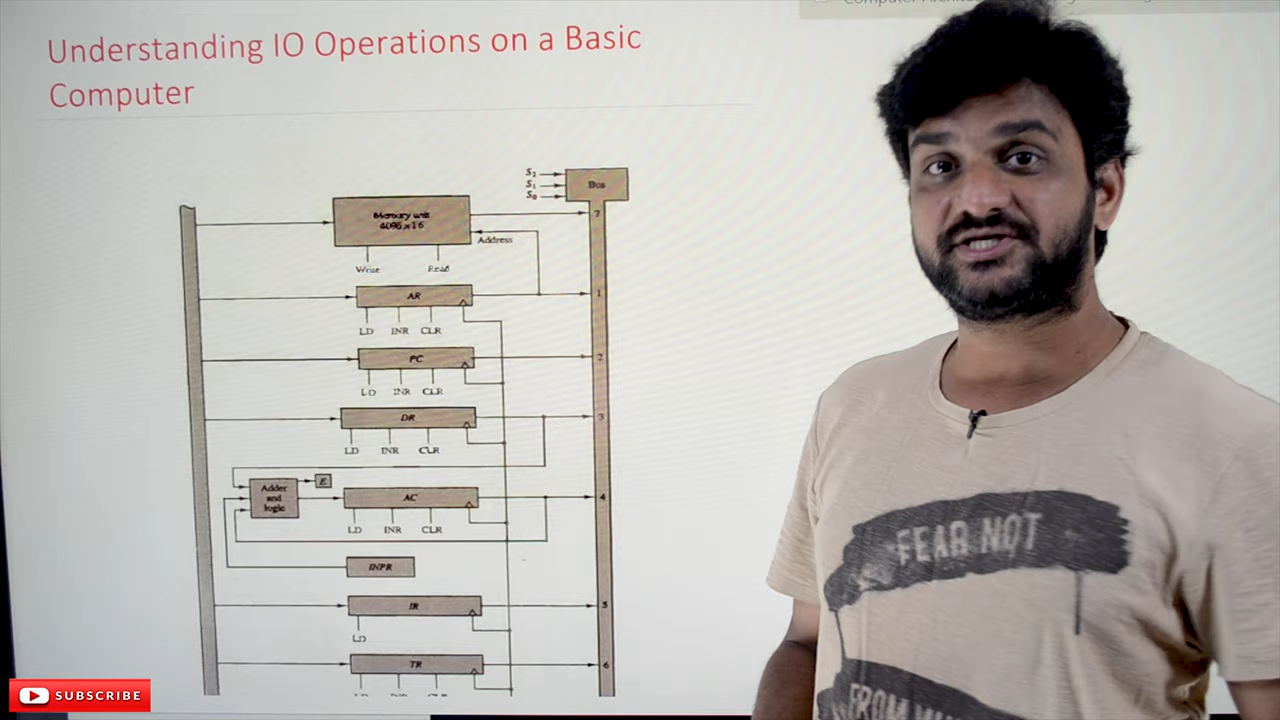 Computer
Understanding IO Operations on a Basic
Computer
S₂
S₁
S₀
Bus
Memory unit
4096 x 16
7
Address
Write Read
AR
1
LD INR CLR
PC
2
LD INR CLR
DR
3
LD INR CLR
Adder
and
logic
E
AC
4
LD INR CLR
INPR
IR
5
LD
TR
6
FEAR NOT
FROM
SUBSCRIBE